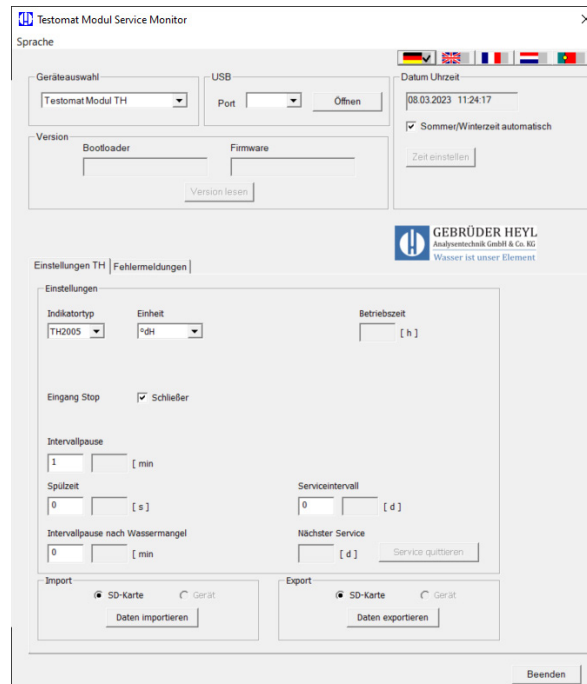 Testomat Modul Service Monitor
Sprache
Geräteauswahl
Testomat Modul TH
USB
Port
Öffnen
Datum Uhrzeit
08.03.2023 11:24:17
Sommer/Winterzeit automatisch
Zeit einstellen
Version
Bootloader
Firmware
Version lesen
GEBRÜDER HEYL
Analysentechnik GmbH & Co. KG
Wasser ist unser Element
Einstellungen TH
Fehlermeldungen
Einstellungen
Indikatortyp
Einheit
Betriebszeit
TH2005
°dH
[ h ]
Eingang Stop
Schließer
Intervallpause
1
[ min
Spülzeit
Serviceintervall
0
[ s ]
0
[ d ]
Intervallpause nach Wassermangel
Nächster Service
0
[ min
[ d ]
Service quittieren
Import
SD-Karte
Gerät
Daten importieren
Export
SD-Karte
Gerät
Daten exportieren
Beenden